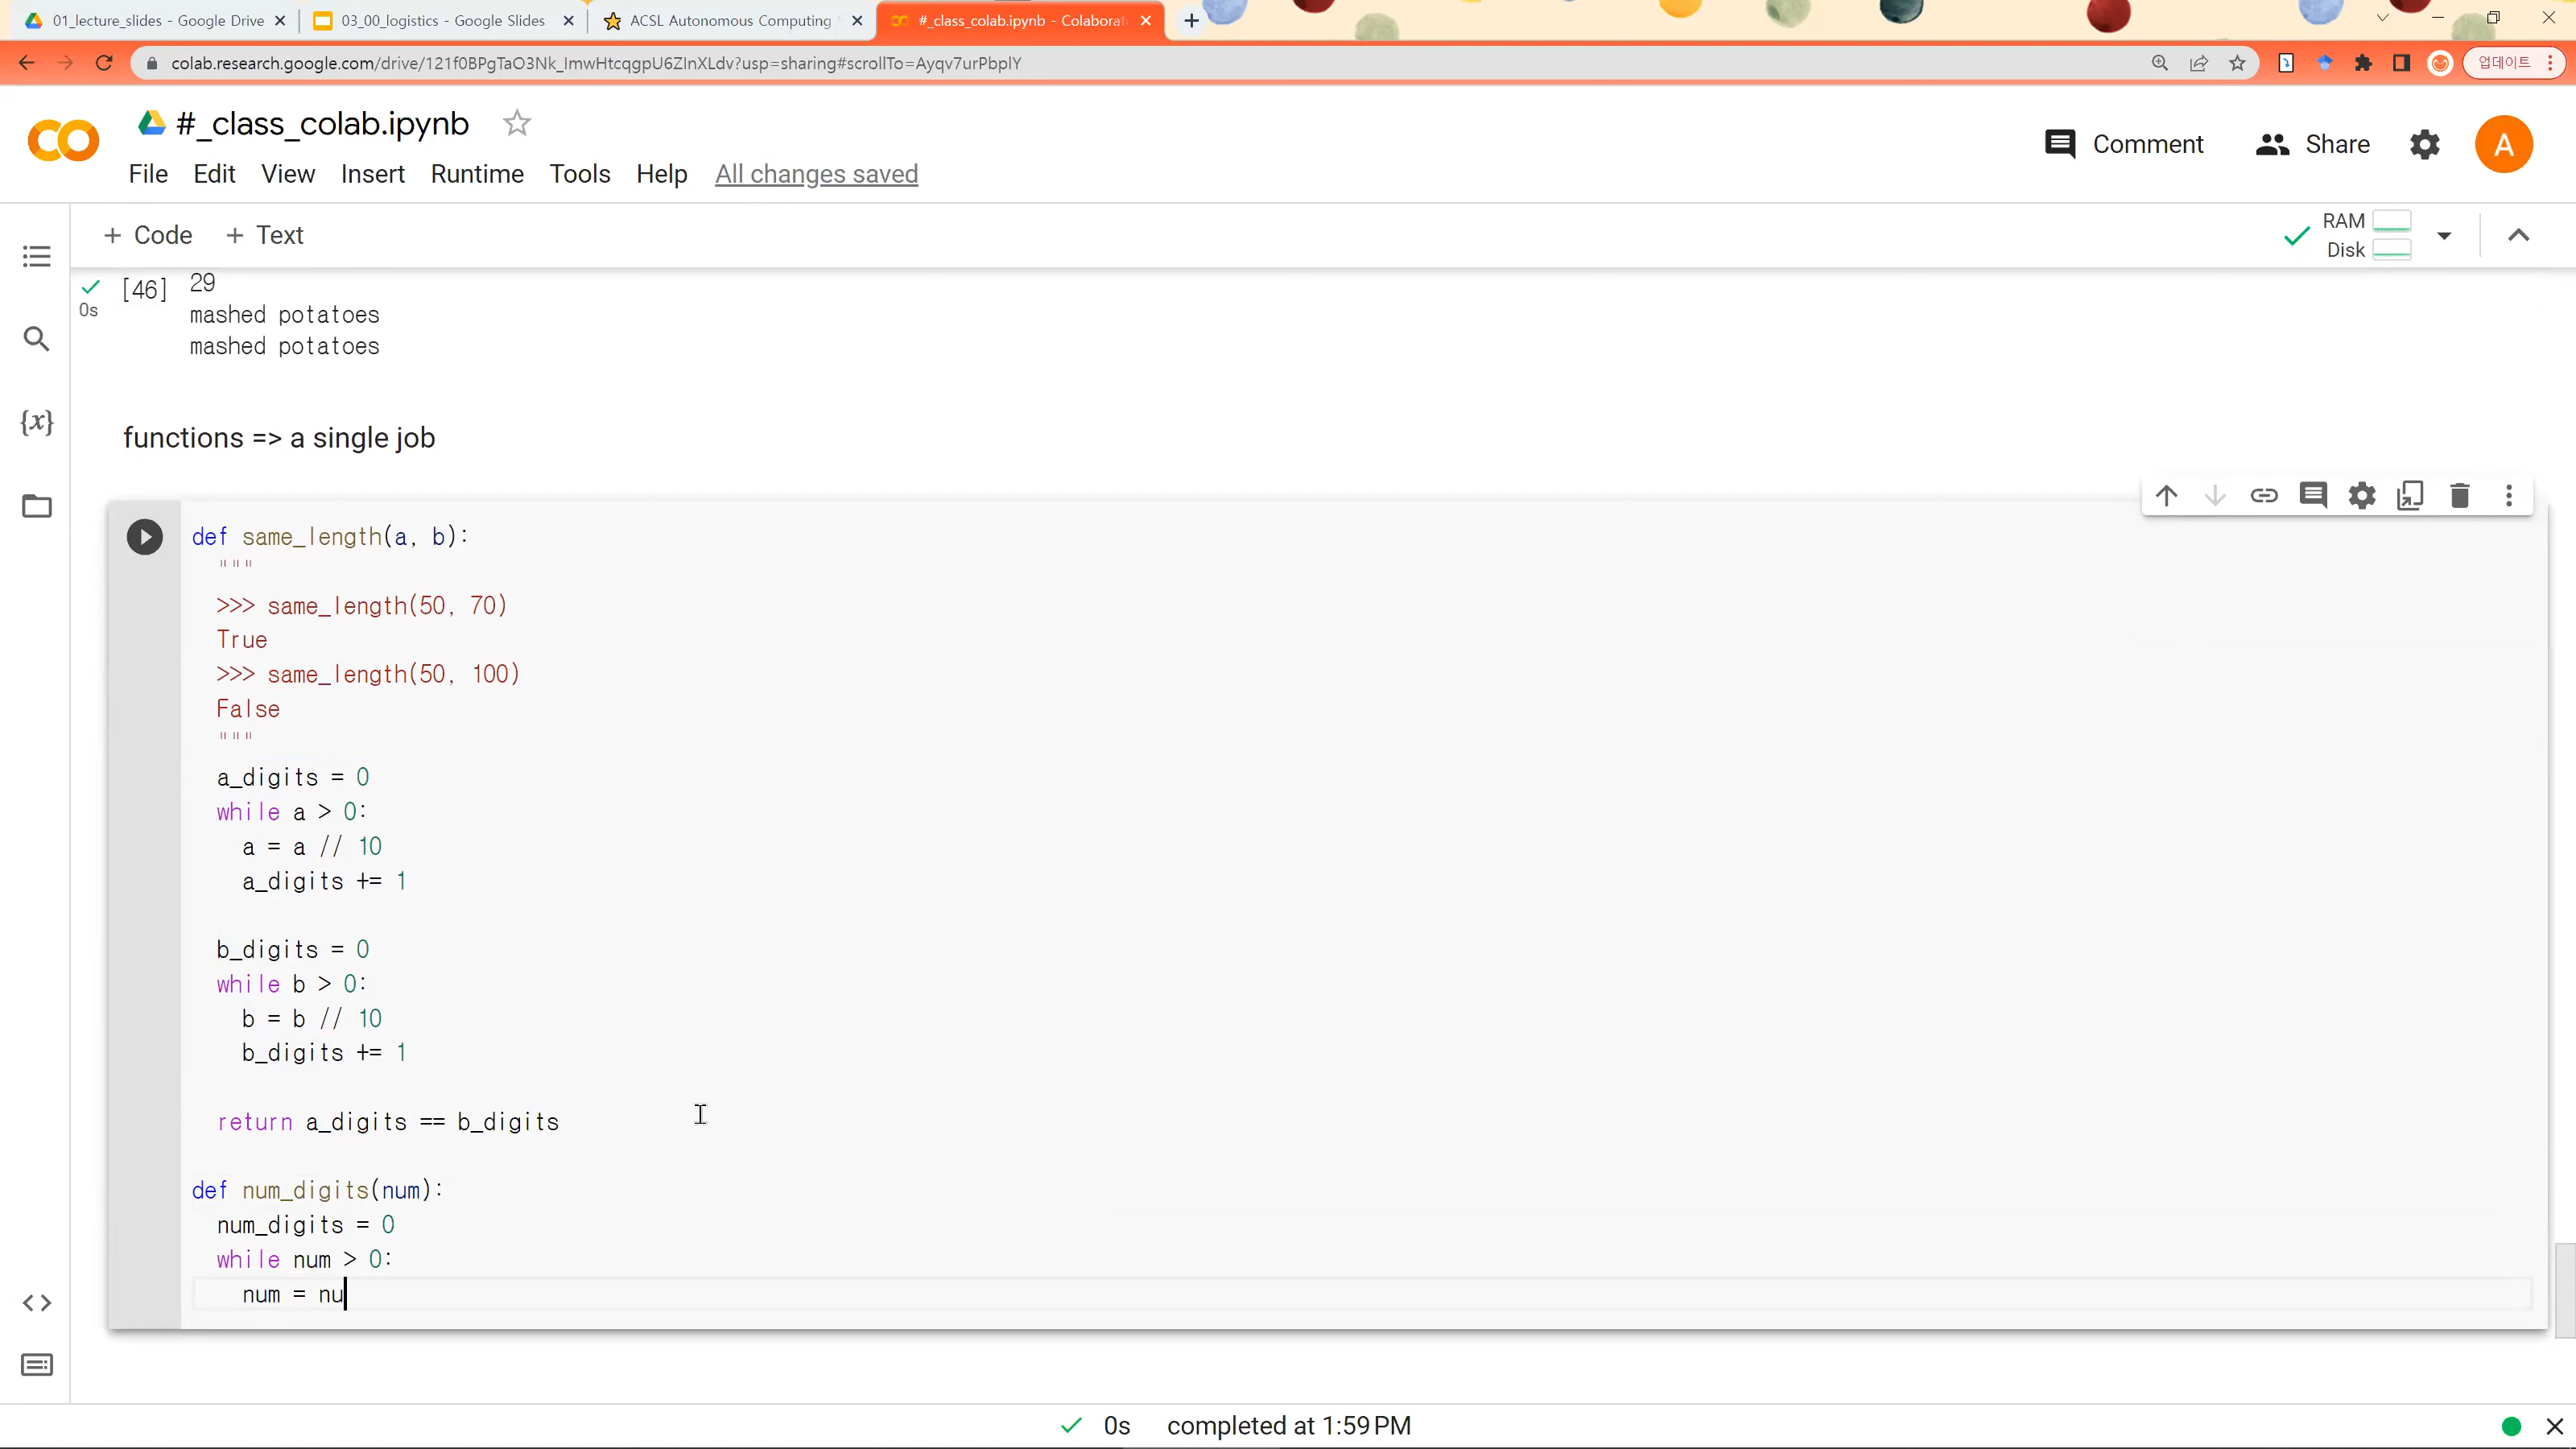 01_lecture_slides - Google Drive
03_00_logistics - Google Slides
ACSL Autonomous Computing
#_class_colab.ipynb - Colaborat
colab.research.google.com/drive/121f0BPgTaO3Nk_ImwHtcqgpU6ZInXLdv?usp=sharing#scrollTo=Ayqv7urPbplY
업데이트
#_class_colab.ipynb
Comment
Share
A
File Edit View Insert Runtime Tools Help All changes saved
+ Code + Text
RAM
Disk
[46]
0s
29
mashed potatoes
mashed potatoes
functions => a single job
def same_length(a, b):
"""
>>> same_length(50, 70)
True
>>> same_length(50, 100)
False
"""
a_digits = 0
while a > 0:
a = a // 10
a_digits += 1
b_digits = 0
while b > 0:
b = b // 10
b_digits += 1
return a_digits == b_digits
def num_digits(num):
num_digits = 0
while num > 0:
num = nu
0s completed at 1:59 PM